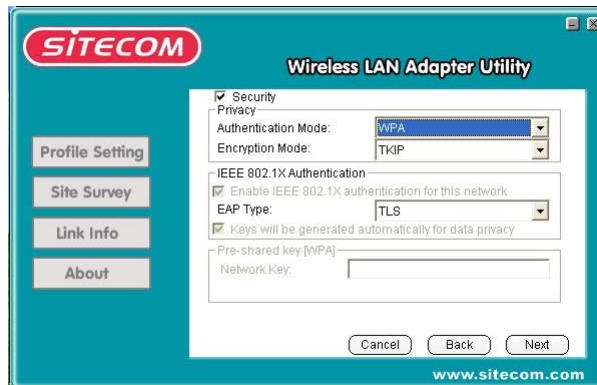 SITECOM
Wireless LAN Adapter Utility
Profile Setting
Site Survey
Link Info
About
Security
Privacy
Authentication Mode: WPA
Encryption Mode: TKIP
IEEE 802.1X Authentication
Enable IEEE 802.1X authentication for this network
EAP Type: TLS
Keys will be generated automatically for data privacy
Pre-shared key [WPA]
Network Key:
Cancel Back Next
www.sitecom.com